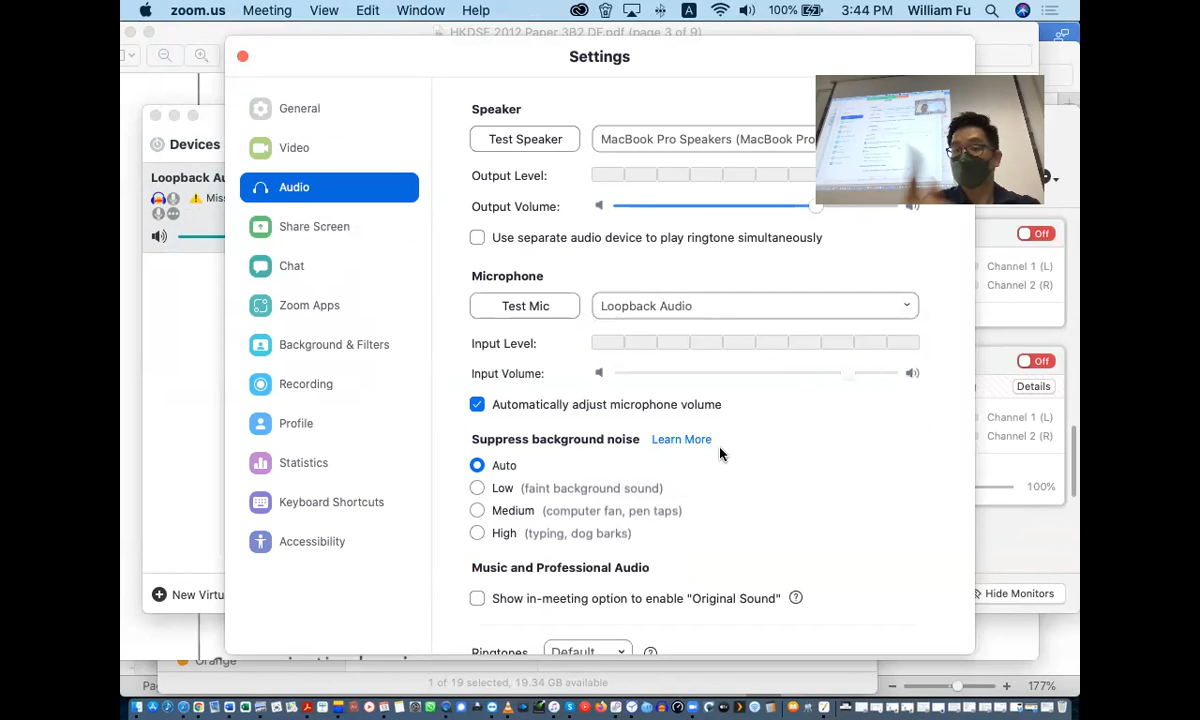 zoom.us Meeting View Edit Window Help A 100% 3:44 PM William Fu
HKDSE 2012 Paper 3B2 DE.pdf (page 3 of 9)
Settings
Devices
Loopback Au
Miss
New Virtu
General
Video
Audio
Share Screen
Chat
Zoom Apps
Background & Filters
Recording
Profile
Statistics
Keyboard Shortcuts
Accessibility
Speaker
Test Speaker MacBook Pro Speakers (MacBook Pro
Output Level:
Output Volume:
Use separate audio device to play ringtone simultaneously
Microphone
Test Mic Loopback Audio
Input Level:
Input Volume:
Automatically adjust microphone volume
Suppress background noise Learn More
Auto
Low (faint background sound)
Medium (computer fan, pen taps)
High (typing, dog barks)
Music and Professional Audio
Show in-meeting option to enable "Original Sound" ?
Ringtones Default ?
Off
Channel 1 (L)
Channel 2 (R)
Off
Details
Channel 1 (L)
Channel 2 (R)
100%
Hide Monitors
Orange
1 of 19 selected, 19.34 GB available
Pa
177%